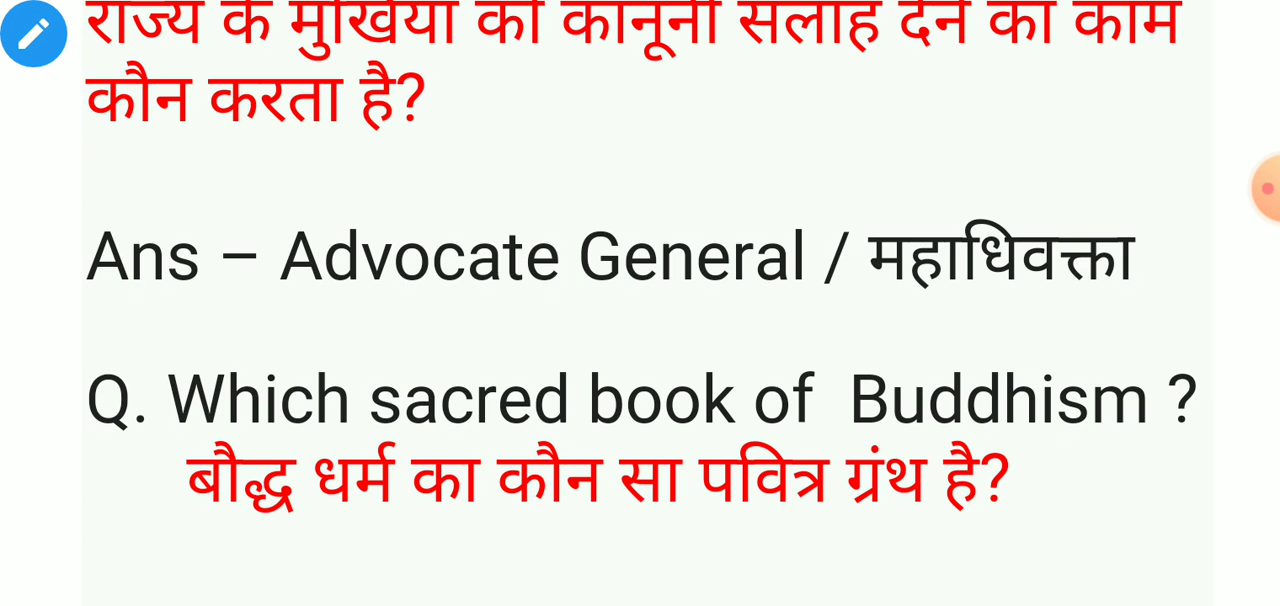 राज्य के मुखिया को कानूनी सलाह देने का काम
कौन करता है?
Ans – Advocate General / महाधिवक्ता
Q. Which sacred book of  Buddhism ?
बौद्ध धर्म का कौन सा पवित्र ग्रंथ है?